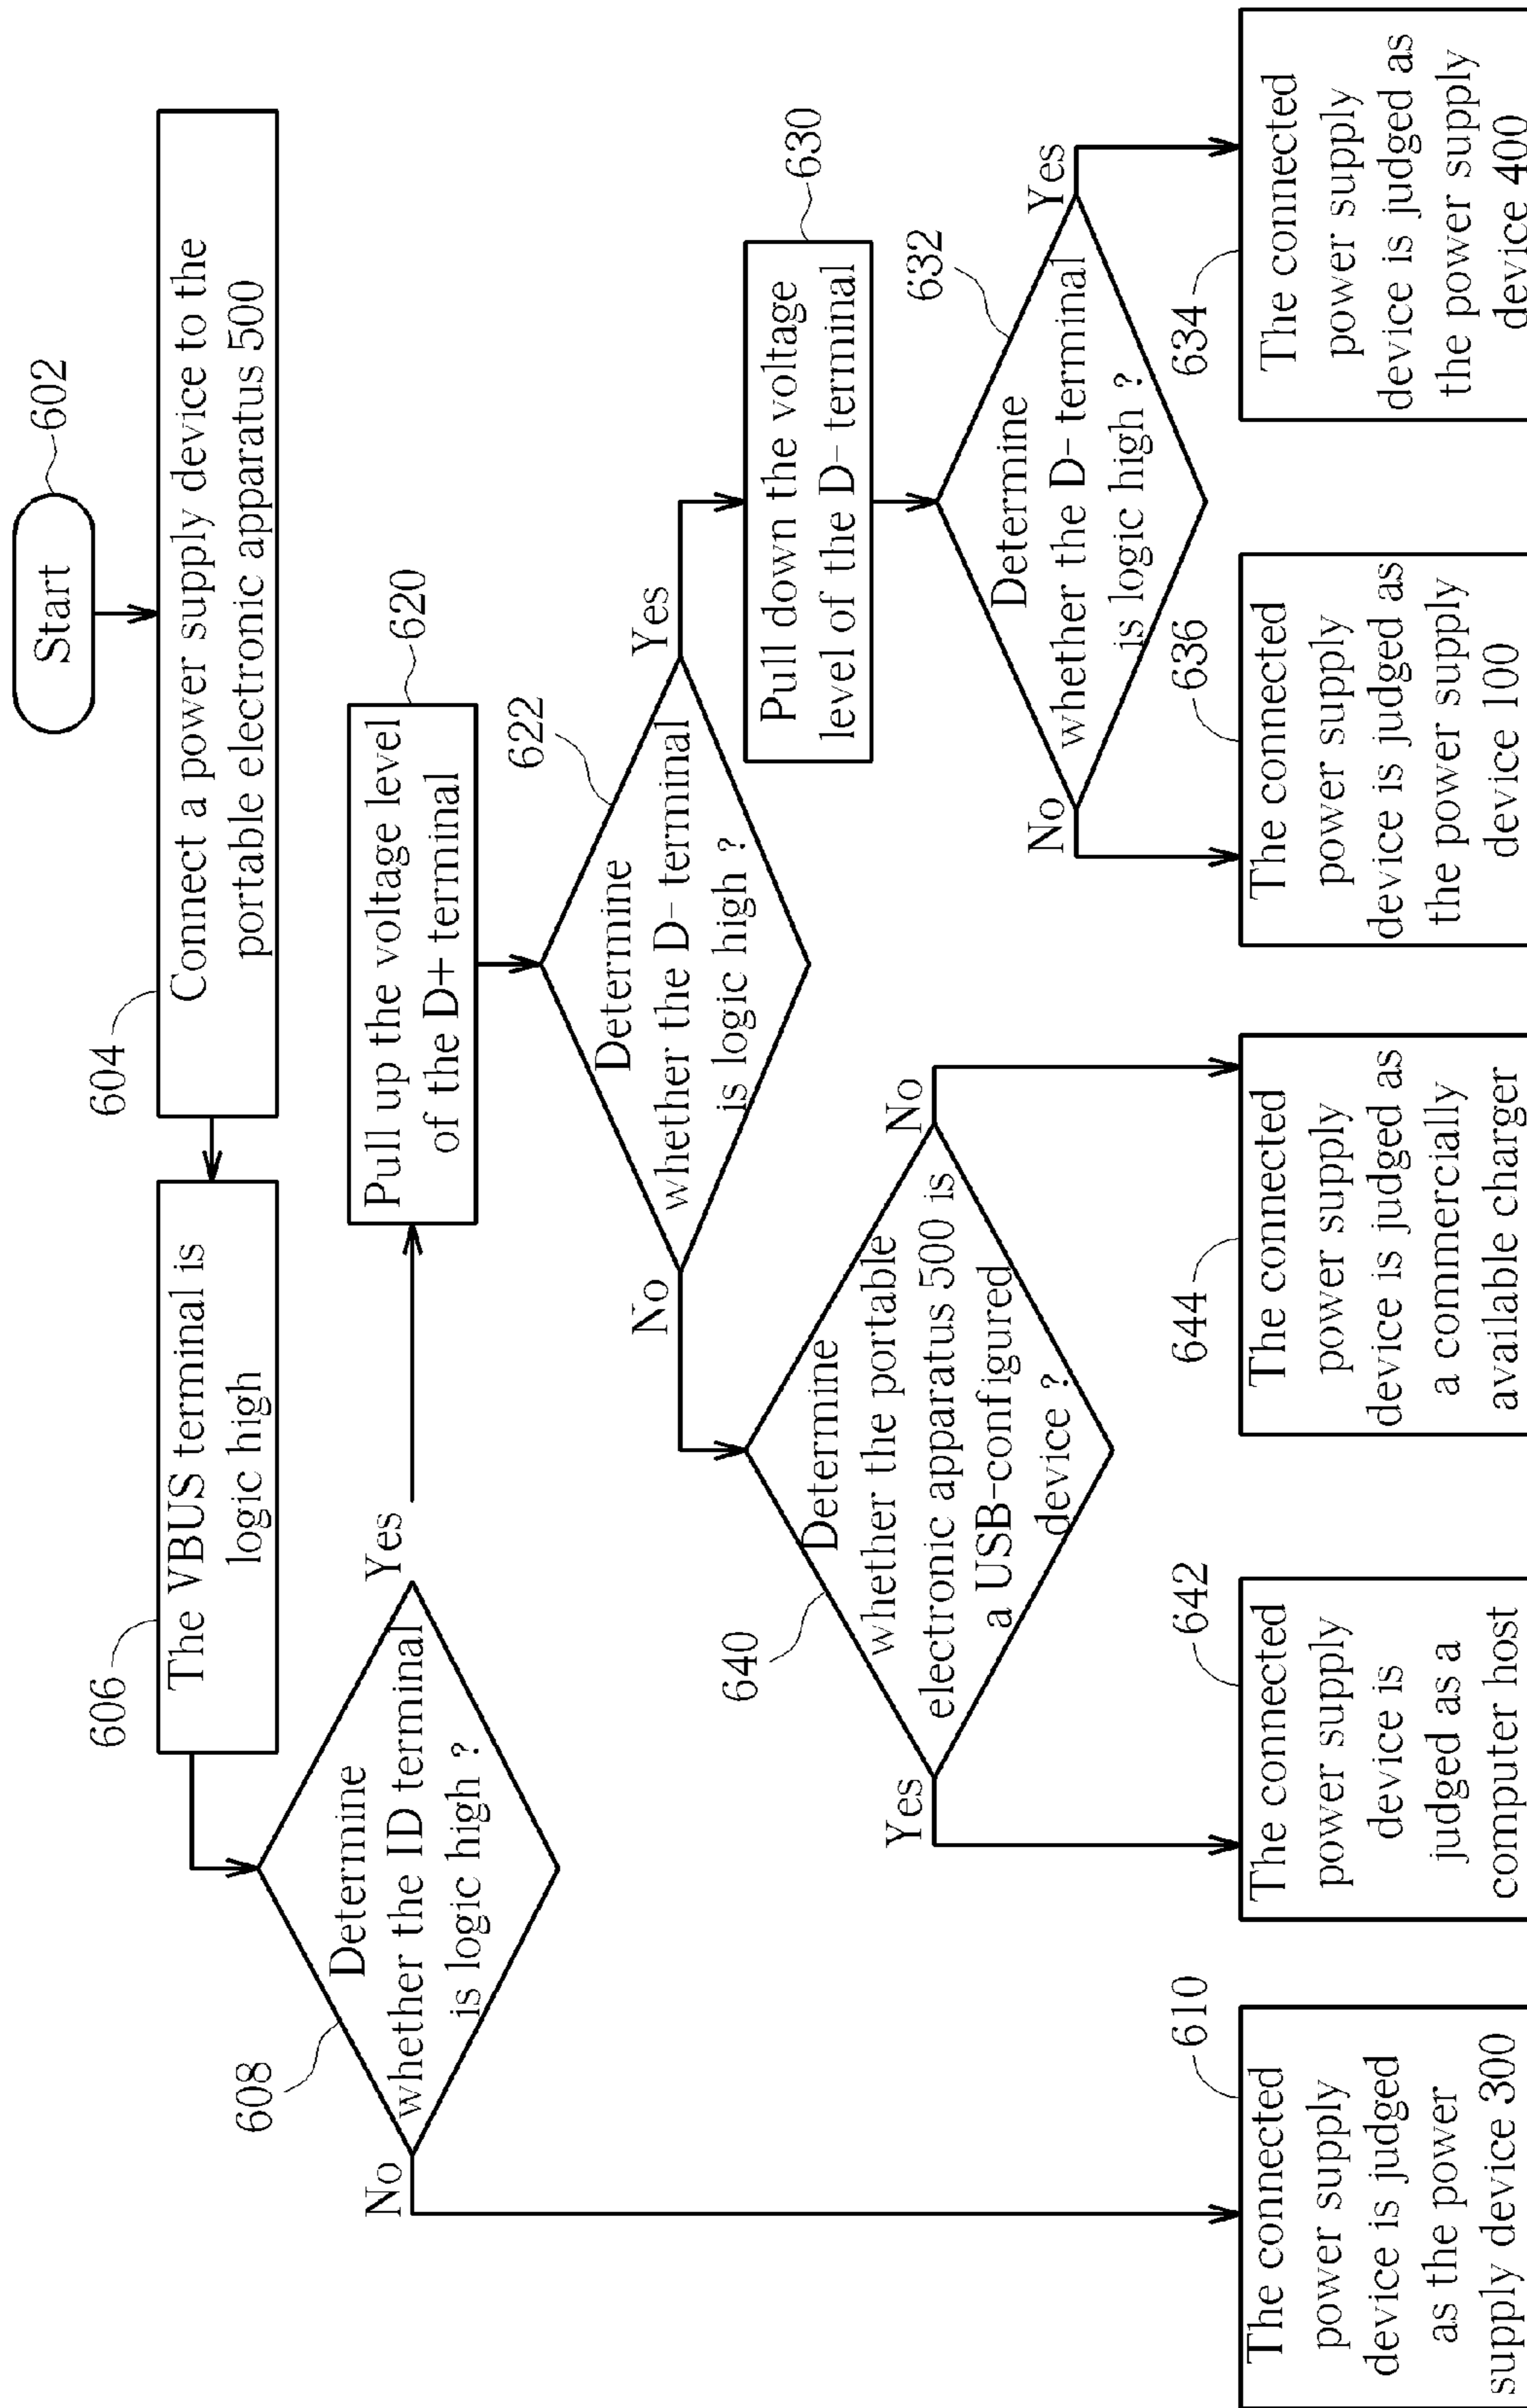 Start
602
604
Connect a power supply device to the
portable electronic apparatus 500
606
The VBUS terminal is
logic high
608
Determine
whether the ID terminal
is logic high ?
No
Yes
620
Pull up the voltage level
of the D+ terminal
622
Determine
whether the D- terminal
is logic high ?
No
Yes
630
Pull down the voltage
level of the D- terminal
640
Determine
whether the portable
electronic apparatus 500 is
a USB-configured
device ?
Yes
No
632
Determine
whether the D- terminal
is logic high ?
No
Yes
610
The connected
power supply
device is judged
as the power
supply device 300
642
The connected
power supply
device is
judged as a
computer host
644
The connected
power supply
device is judged as
a commercially
available charger
636
The connected
power supply
device is judged as
the power supply
device 100
634
The connected
power supply
device is judged as
the power supply
device 400